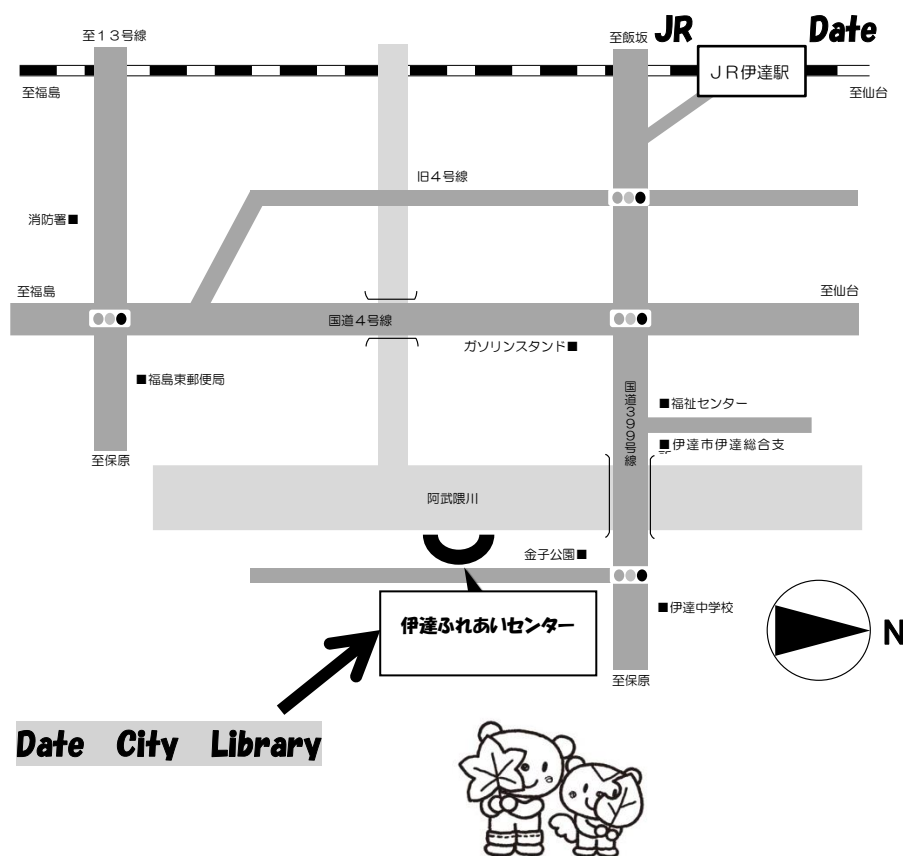 至１３号線
至飯坂
JR Date
ＪＲ伊達駅
至福島
至仙台
旧４号線
消防署■
至福島
至仙台
国道４号線
ガソリンスタンド■
■福島東郵便局
国道３９９号線
■福祉センター
■伊達市伊達総合支
至保原
阿武隈川
金子公園■
伊達ふれあいセンター
■伊達中学校
N
至保原
Date City Library